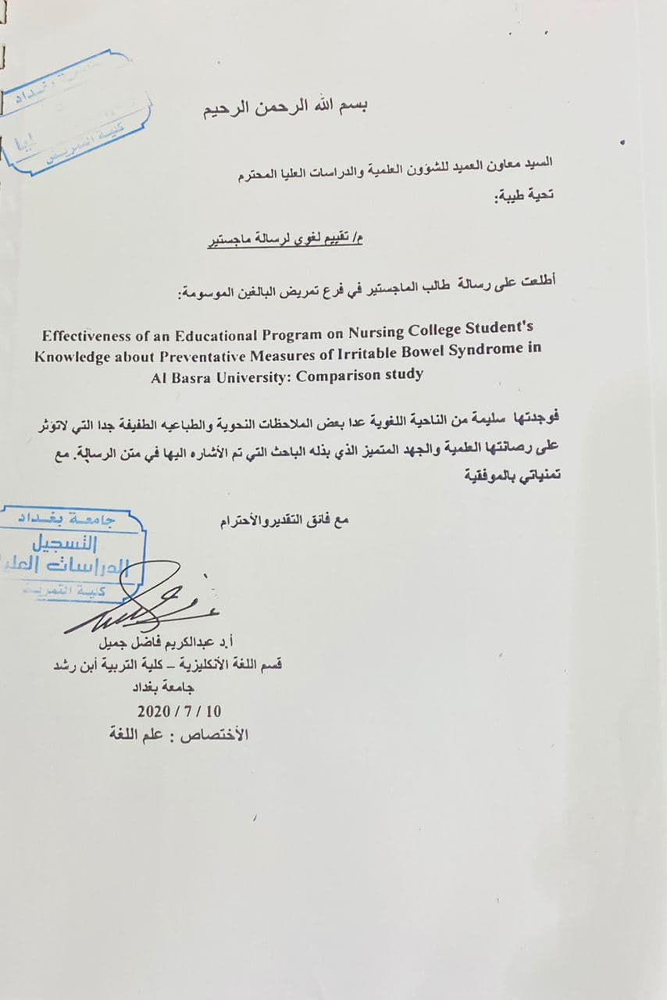 بغداد
كلية التمريض
بسم الله الرحمن الرحيم
السيد معاون العميد للشؤون العلمية والدراسات العليا المحترم
تحية طيبة:
م/ تقييم لغوي لرسالة ماجستير
أطلعت على رسالة طالب الماجستير في فرع تمريض البالغين الموسومة:
Effectiveness of an Educational Program on Nursing College Student's
Knowledge about Preventative Measures of Irritable Bowel Syndrome in
Al Basra University: Comparison study
فوجدتها سليمة من الناحية اللغوية عدا بعض الملاحظات النحوية والطباعيه الطفيفة جدا التي لاتؤثر
على رصانتها العلمية والجهد المتميز الذي بذله الباحث التي تم الأشاره اليها في متن الرسالة. مع
تمنياتي بالموفقية
مع فائق التقديروالأحترام
جامعة بغداد
التسجيل
الدراسات العليا
كلية التمريض
أ.د عبدالكريم فاضل جميل
قسم اللغة الأنكليزية – كلية التربية أبن رشد
جامعة بغداد
2020 / 7 / 10
الأختصاص : علم اللغة